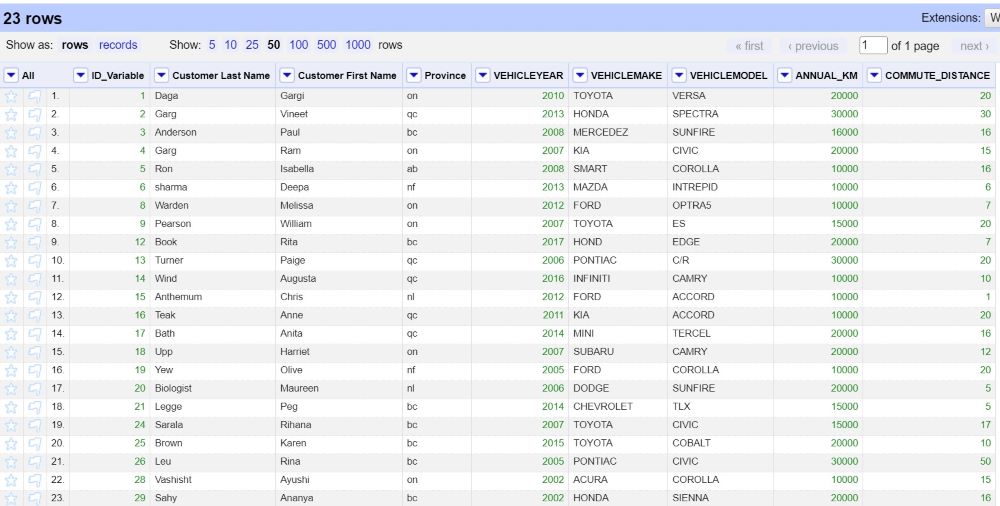 23 rows Extensions: W
Show as: rows records Show: 5 10 25 50 100 500 1000 rows « first ‹ previous 1 of 1 page next ›
All ID_Variable Customer Last Name Customer First Name Province VEHICLEYEAR VEHICLEMAKE VEHICLEMODEL ANNUAL_KM COMMUTE_DISTANCE
1. 1 Daga Gargi on 2010 TOYOTA VERSA 20000 20
2. 2 Garg Vineet qc 2013 HONDA SPECTRA 30000 30
3. 3 Anderson Paul bc 2008 MERCEDEZ SUNFIRE 16000 16
4. 4 Garg Ram on 2007 KIA CIVIC 20000 15
5. 5 Ron Isabella ab 2008 SMART COROLLA 10000 16
6. 6 sharma Deepa nf 2013 MAZDA INTREPID 10000 6
7. 8 Warden Melissa on 2012 FORD OPTRA5 10000 7
8. 9 Pearson William on 2007 TOYOTA ES 15000 20
9. 12 Book Rita bc 2017 HOND EDGE 20000 7
10. 13 Turner Paige qc 2006 PONTIAC C/R 30000 20
11. 14 Wind Augusta qc 2016 INFINITI CAMRY 10000 10
12. 15 Anthemum Chris nl 2012 FORD ACCORD 10000 1
13. 16 Teak Anne qc 2011 KIA ACCORD 10000 20
14. 17 Bath Anita qc 2014 MINI TERCEL 20000 16
15. 18 Upp Harriet on 2007 SUBARU CAMRY 20000 12
16. 19 Yew Olive nf 2005 FORD COROLLA 10000 20
17. 20 Biologist Maureen nl 2006 DODGE SUNFIRE 20000 5
18. 21 Legge Peg bc 2014 CHEVROLET TLX 15000 5
19. 24 Sarala Rihana bc 2007 TOYOTA CIVIC 15000 17
20. 25 Brown Karen bc 2015 TOYOTA COBALT 20000 10
21. 26 Leu Rina bc 2005 PONTIAC CIVIC 30000 50
22. 28 Vashisht Ayushi on 2002 ACURA COROLLA 10000 15
23. 29 Sahy Ananya bc 2002 HONDA SIENNA 20000 16